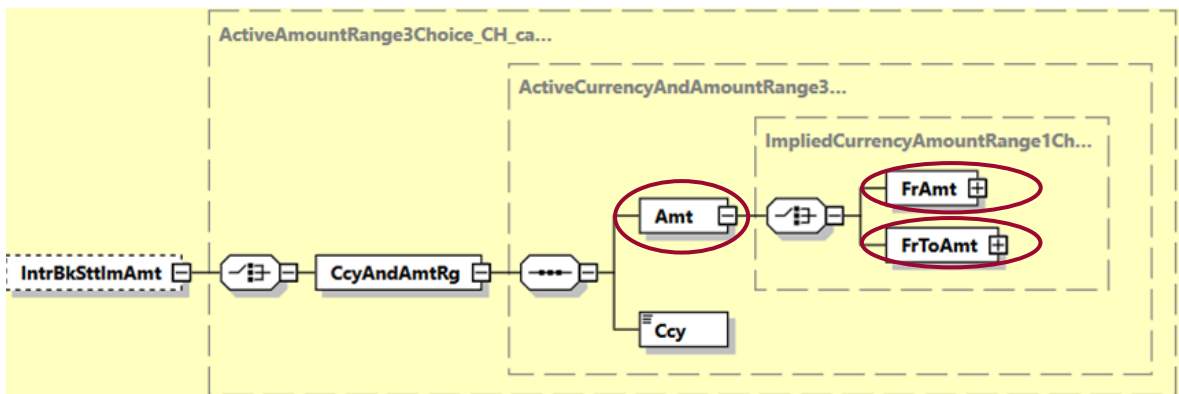 ActiveAmountRange3Choice_CH_ca...
ActiveCurrencyAndAmountRange3...
ImpliedCurrencyAmountRange1Ch...
FrAmt
Amt
FrToAmt
IntrBkSttlmAmt
CcyAndAmtRg
Ccy